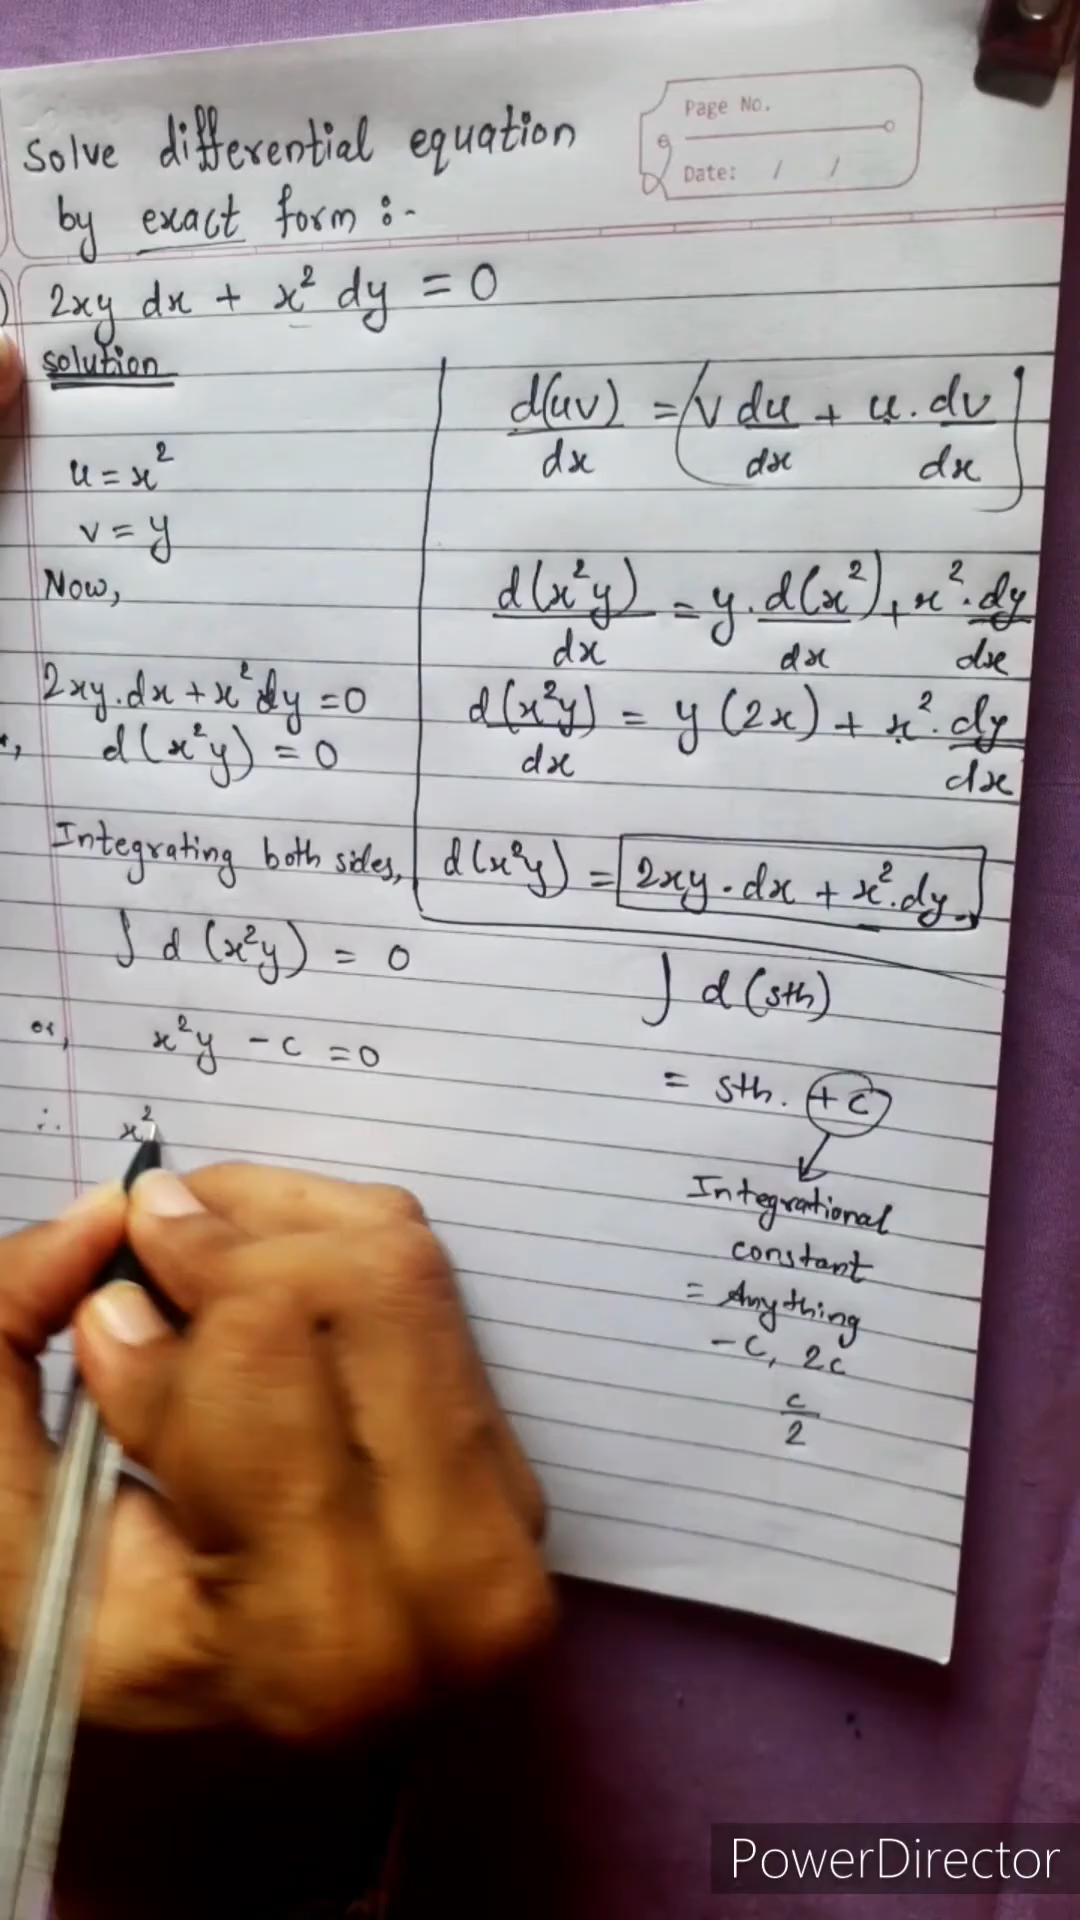 Solve differential equation
by exact form :-
Page No.
Date: / /
2xy dx + x² dy = 0
solution
u = x²
v = y
Now,
2xy.dx + x² dy = 0
d(x²y) = 0
Integrating both sides,
∫ d (x²y) = 0
or, x²y - c = 0
∴ x²
d(uv)/dx = (v du/dx + u. dv/dx)
d(x²y)/dx = y. d(x²)/dx + x². dy/dx
d(x²y)/dx = y (2x) + x². dy/dx
d(x²y) = 2xy. dx + x². dy
∫ d (sth)
= sth. + c
Integrational
constant
= Anything
-c, 2c
c/2
PowerDirector